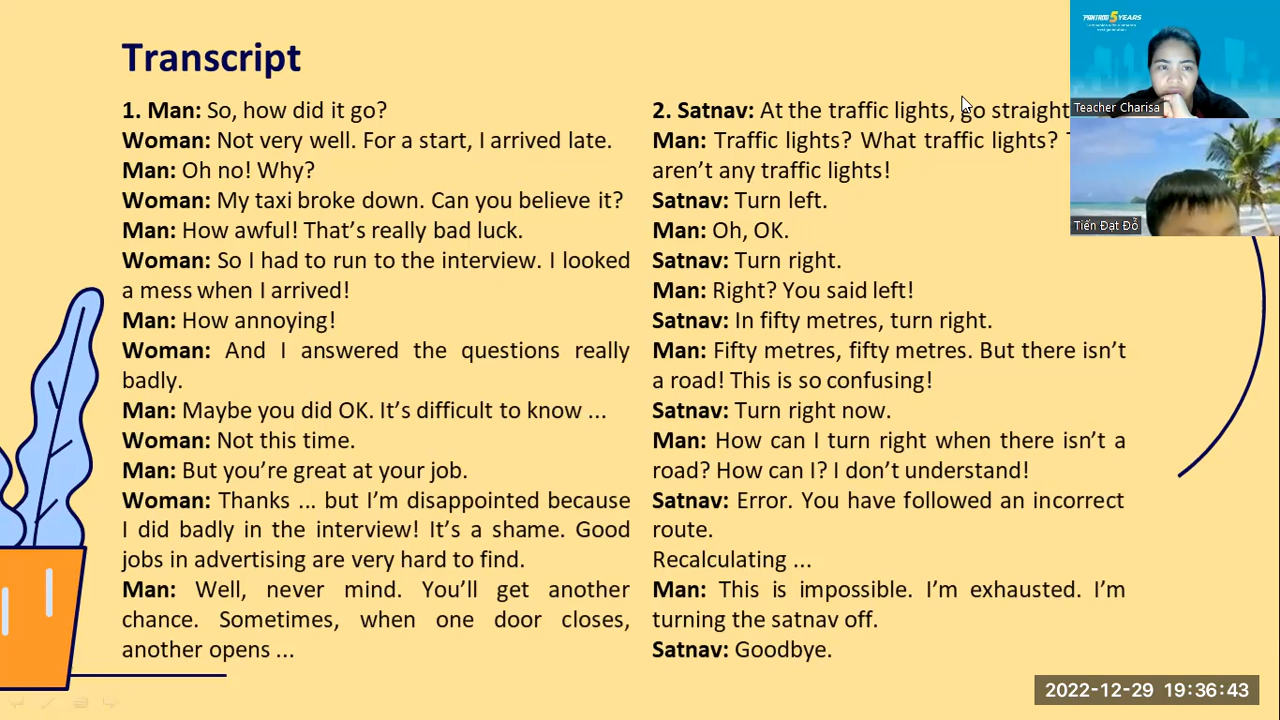 Transcript
1. Man: So, how did it go?
Woman: Not very well. For a start, I arrived late.
Man: Oh no! Why?
Woman: My taxi broke down. Can you believe it?
Man: How awful! That’s really bad luck.
Woman: So I had to run to the interview. I looked
a mess when I arrived!
Man: How annoying!
Woman: And I answered the questions really
badly.
Man: Maybe you did OK. It’s difficult to know ...
Woman: Not this time.
Man: But you’re great at your job.
Woman: Thanks ... but I’m disappointed because
I did badly in the interview! It’s a shame. Good
jobs in advertising are very hard to find.
Man: Well, never mind. You’ll get another
chance. Sometimes, when one door closes,
another opens ...
2. Satnav: At the traffic lights, go straight
Man: Traffic lights? What traffic lights?
aren’t any traffic lights!
Satnav: Turn left.
Man: Oh, OK.
Satnav: Turn right.
Man: Right? You said left!
Satnav: In fifty metres, turn right.
Man: Fifty metres, fifty metres. But there isn’t
a road! This is so confusing!
Satnav: Turn right now.
Man: How can I turn right when there isn’t a
road? How can I? I don’t understand!
Satnav: Error. You have followed an incorrect
route.
Recalculating ...
Man: This is impossible. I’m exhausted. I’m
turning the satnav off.
Satnav: Goodbye.
5 YEARS
Teacher Charisa
Tiến Đạt Đỗ
2022-12-29 19:36:43